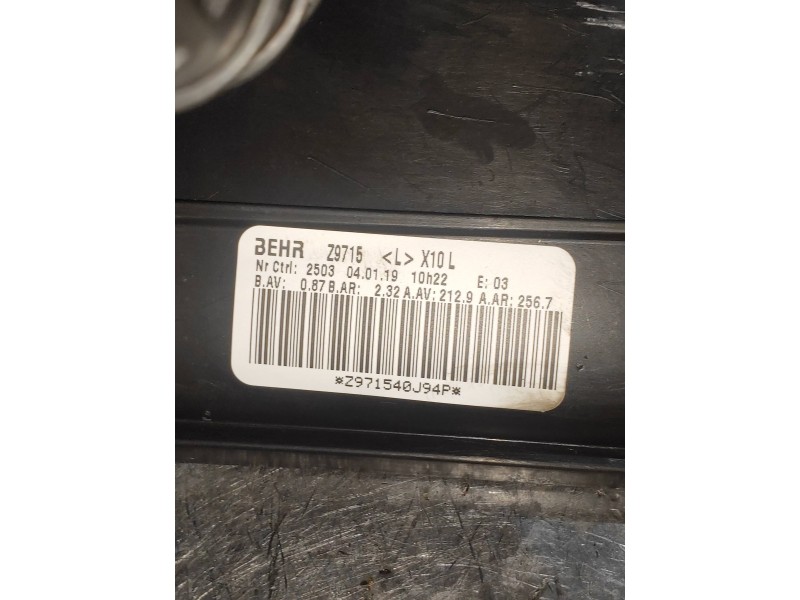 BEHR Z9715 <L> X10 L
Nr Ctrl: 2503 04.01.19 10h22 E: 03
B.AV: 0.87 B.AR: 2.32 A.AV: 212.9 A.AR: 256.7
*Z971540J94P*